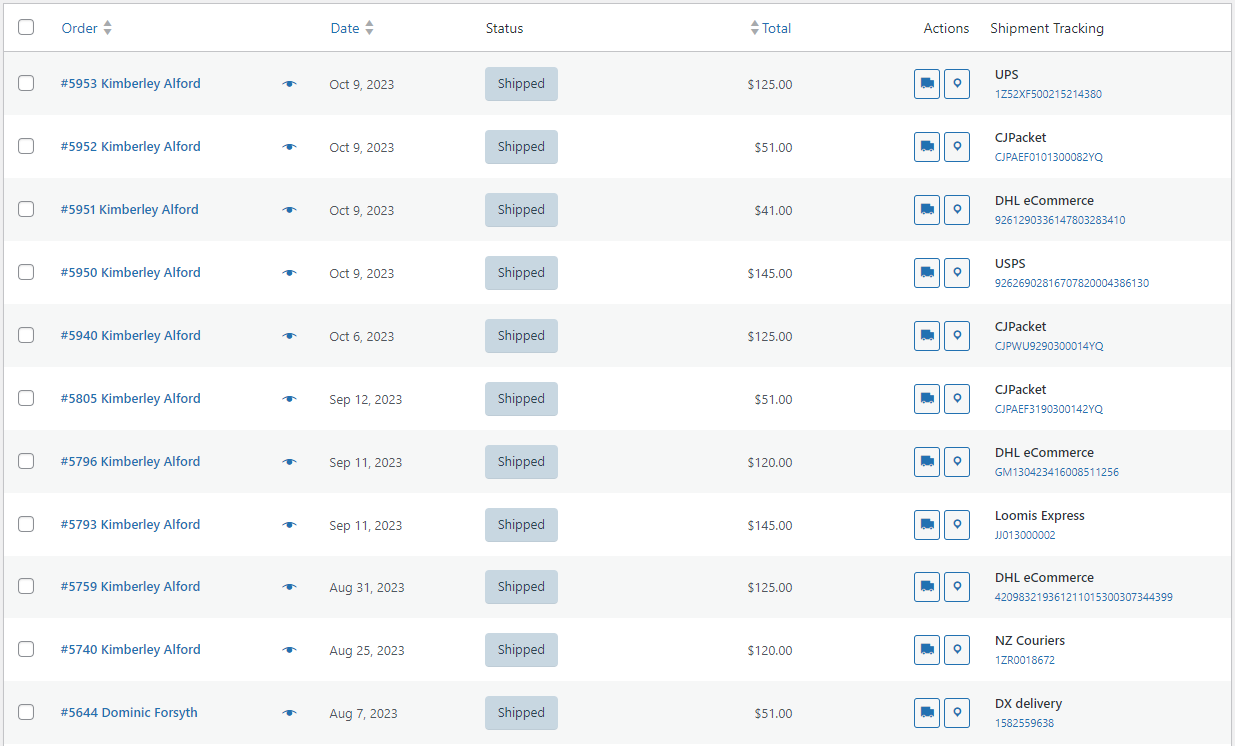 Order Date Status Total Actions Shipment Tracking
#5953 Kimberley Alford Oct 9, 2023 Shipped $125.00 UPS
1Z52XF500215214380
#5952 Kimberley Alford Oct 9, 2023 Shipped $51.00 CJPacket
CJPAEF0101300082YQ
#5951 Kimberley Alford Oct 9, 2023 Shipped $41.00 DHL eCommerce
9261290336147803283410
#5950 Kimberley Alford Oct 9, 2023 Shipped $145.00 USPS
92626902816707820004386130
#5940 Kimberley Alford Oct 6, 2023 Shipped $125.00 CJPacket
CJPWU9290300014YQ
#5805 Kimberley Alford Sep 12, 2023 Shipped $51.00 CJPacket
CJPAEF3190300142YQ
#5796 Kimberley Alford Sep 11, 2023 Shipped $120.00 DHL eCommerce
GM130423416008511256
#5793 Kimberley Alford Sep 11, 2023 Shipped $145.00 Loomis Express
JJ013000002
#5759 Kimberley Alford Aug 31, 2023 Shipped $125.00 DHL eCommerce
420983219361211015300307344399
#5740 Kimberley Alford Aug 25, 2023 Shipped $120.00 NZ Couriers
1ZR0018672
#5644 Dominic Forsyth Aug 7, 2023 Shipped $51.00 DX delivery
1582559638